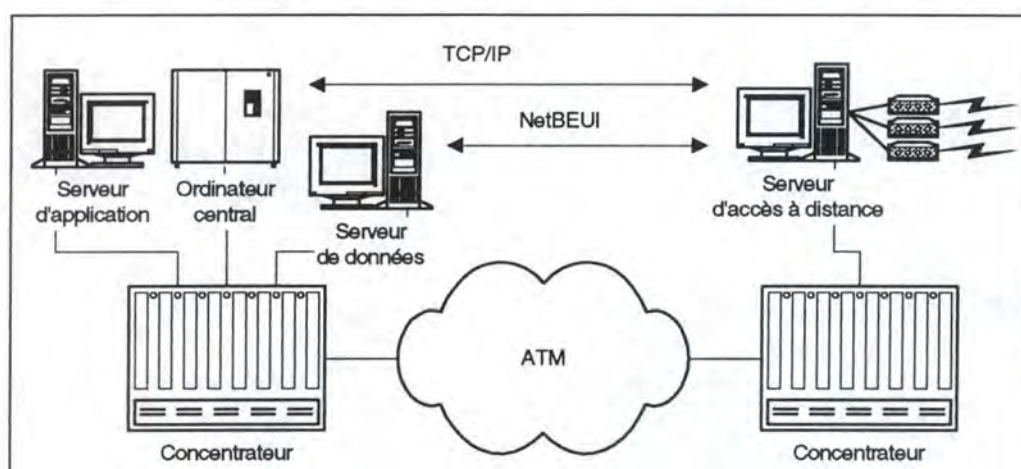 TCP/IP
NetBEUI
Serveur
d'application
Ordinateur
central
Serveur
de données
Serveur
d'accès à distance
ATM
Concentrateur
Concentrateur